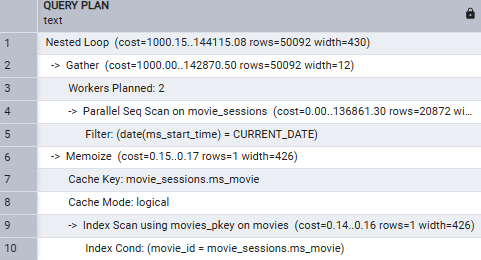 QUERY PLAN
text
1 Nested Loop (cost=1000.15..144115.08 rows=50092 width=430)
2 -> Gather (cost=1000.00..142870.50 rows=50092 width=12)
3 Workers Planned: 2
4 -> Parallel Seq Scan on movie_sessions (cost=0.00..136861.30 rows=20872 wi...
5 Filter: (date(ms_start_time) = CURRENT_DATE)
6 -> Memoize (cost=0.15..0.17 rows=1 width=426)
7 Cache Key: movie_sessions.ms_movie
8 Cache Mode: logical
9 -> Index Scan using movies_pkey on movies (cost=0.14..0.16 rows=1 width=426)
10 Index Cond: (movie_id = movie_sessions.ms_movie)